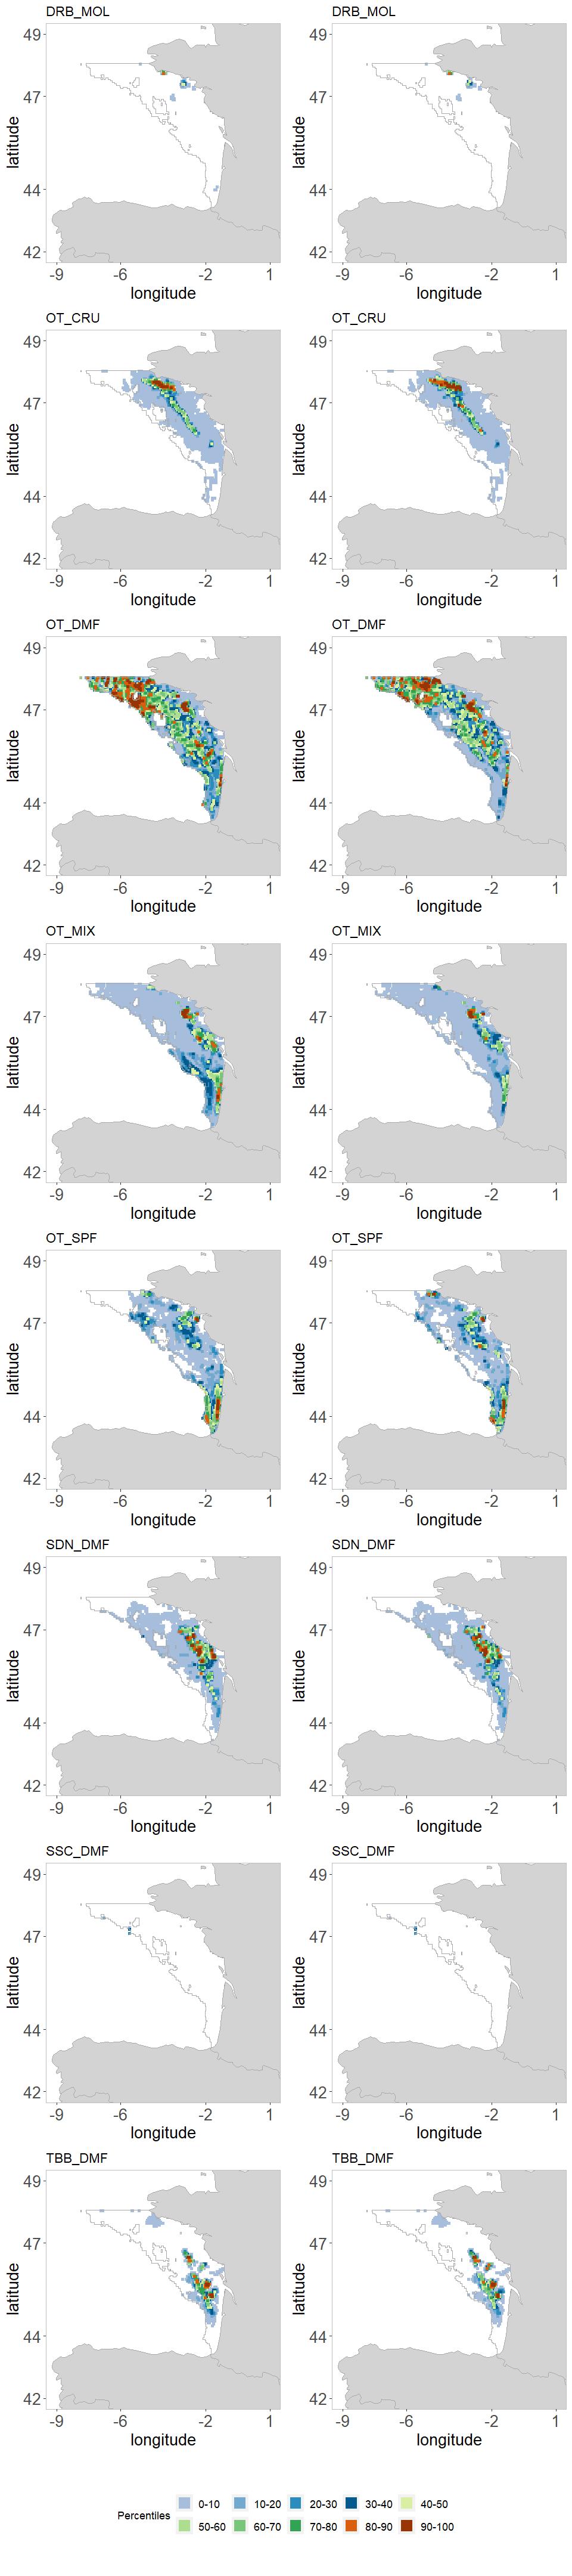 DRB_MOL DRB_MOL
49 49
47 47
44 44
42 42
latitude latitude
-9 -6 -2 1 -9 -6 -2 1
longitude longitude
OT_CRU OT_CRU
49 49
47 47
44 44
42 42
latitude latitude
-9 -6 -2 1 -9 -6 -2 1
longitude longitude
OT_DMF OT_DMF
49 49
47 47
44 44
42 42
latitude latitude
-9 -6 -2 1 -9 -6 -2 1
longitude longitude
OT_MIX OT_MIX
49 49
47 47
44 44
42 42
latitude latitude
-9 -6 -2 1 -9 -6 -2 1
longitude longitude
OT_SPF OT_SPF
49 49
47 47
44 44
42 42
latitude latitude
-9 -6 -2 1 -9 -6 -2 1
longitude longitude
SDN_DMF SDN_DMF
49 49
47 47
44 44
42 42
latitude latitude
-9 -6 -2 1 -9 -6 -2 1
longitude longitude
SSC_DMF SSC_DMF
49 49
47 47
44 44
42 42
latitude latitude
-9 -6 -2 1 -9 -6 -2 1
longitude longitude
TBB_DMF TBB_DMF
49 49
47 47
44 44
42 42
latitude latitude
-9 -6 -2 1 -9 -6 -2 1
longitude longitude
Percentiles
0-10 10-20 20-30 30-40 40-50
50-60 60-70 70-80 80-90 90-100